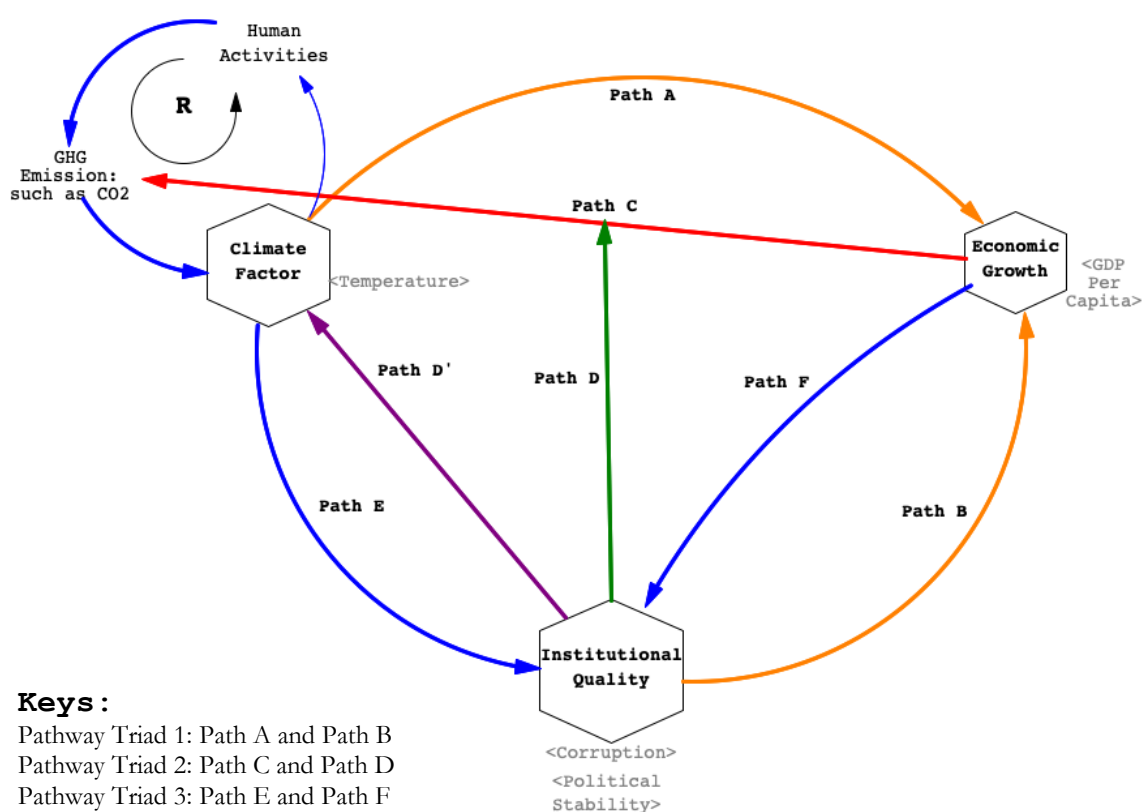 Human
Activities
R
Path A
GHG
Emission:
such as CO2
Path C
Climate
Factor
<Temperature>
Economic
Growth
<GDP
Per
Capita>
Path D'
Path D
Path F
Path E
Path B
Institutional
Quality
<Corruption>
<Political
Stability>
Keys:
Pathway Triad 1: Path A and Path B
Pathway Triad 2: Path C and Path D
Pathway Triad 3: Path E and Path F